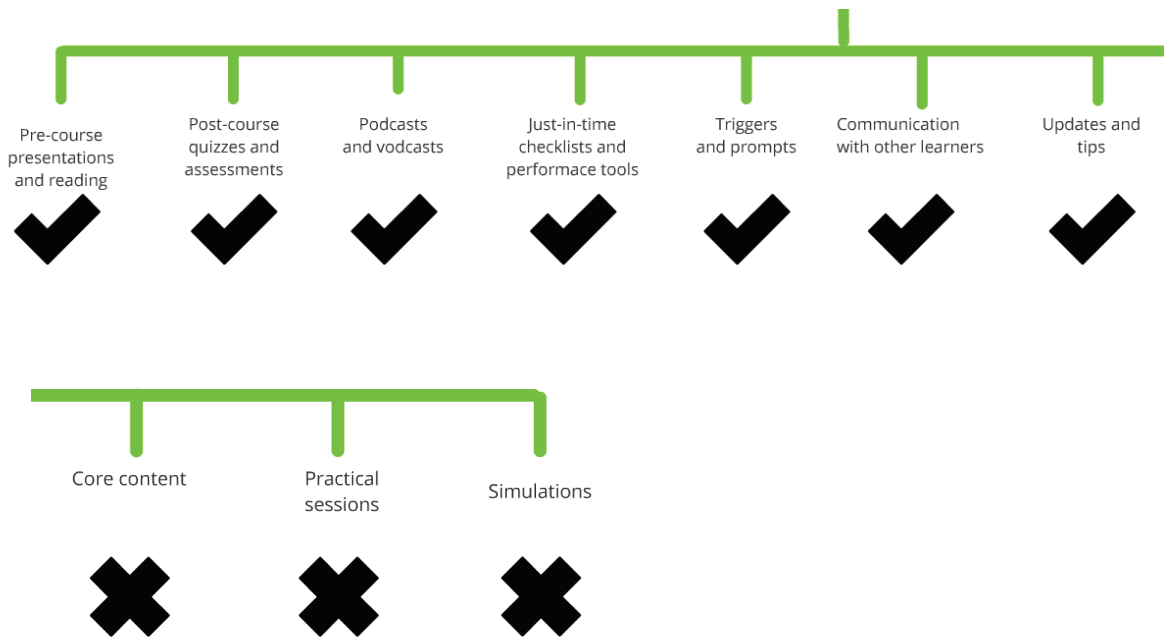 Pre-course
presentations
and reading
Post-course
quizzes and
assessments
Podcasts
and vodcasts
Just-in-time
checklists and
performace tools
Triggers
and prompts
Communication
with other learners
Updates and
tips
Core content
Practical
sessions
Simulations